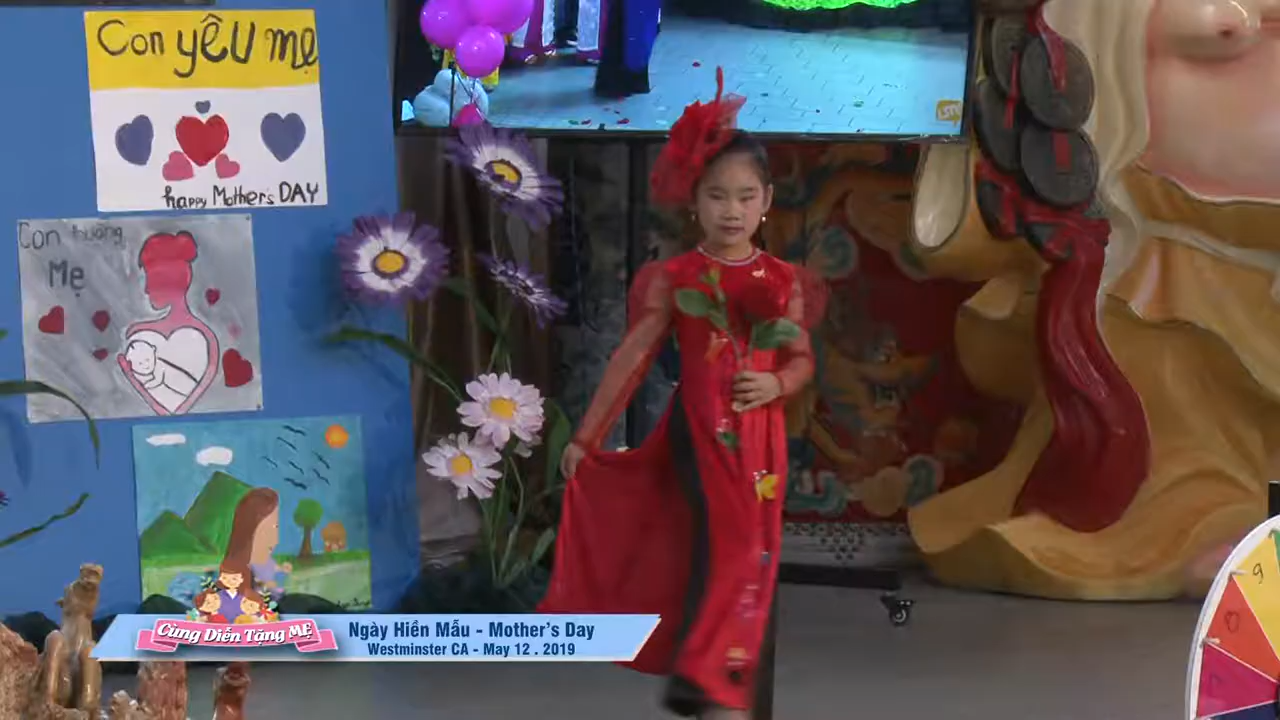 Con yêu mẹ
happy Mother's DAY
Con thương
Mẹ
Cùng Diễn Tặng MẸ
Ngày Hiền Mẫu - Mother's Day
Westminster CA - May 12 . 2019